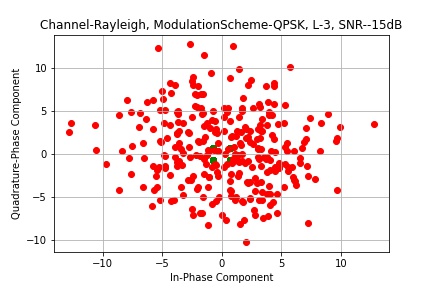 Channel-Rayleigh, ModulationScheme-QPSK, L-3, SNR--15dB
10
5
0
−5
−10
Quadrature-Phase Component
−10 −5 0 5 10
In-Phase Component